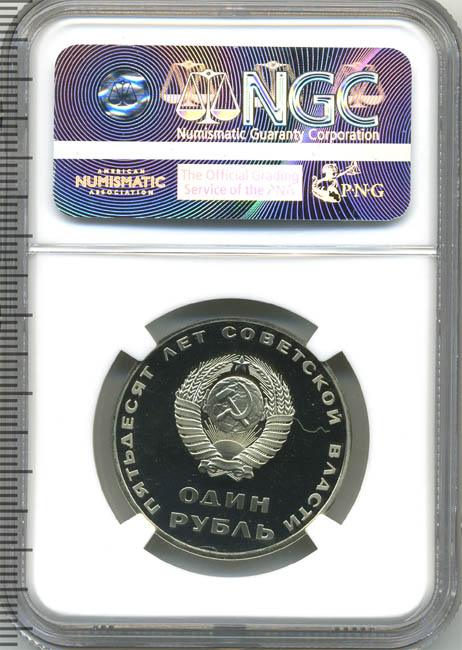 NGC
Numismatic Guaranty Corporation
AMERICAN
NUMISMATIC
ASSOCIATION
The Official Grading
Service of the ANA
PNG
ПЯТЬДЕСЯТ ЛЕТ СОВЕТСКОЙ ВЛАСТИ
ОДИН
РУБЛЬ